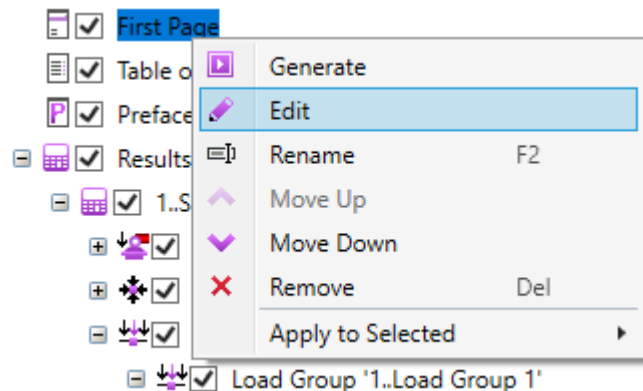 First Page
Table o
Generate
Preface
Edit
Results
Rename F2
1..S
Move Up
Move Down
Remove Del
Apply to Selected
Load Group '1..Load Group 1'